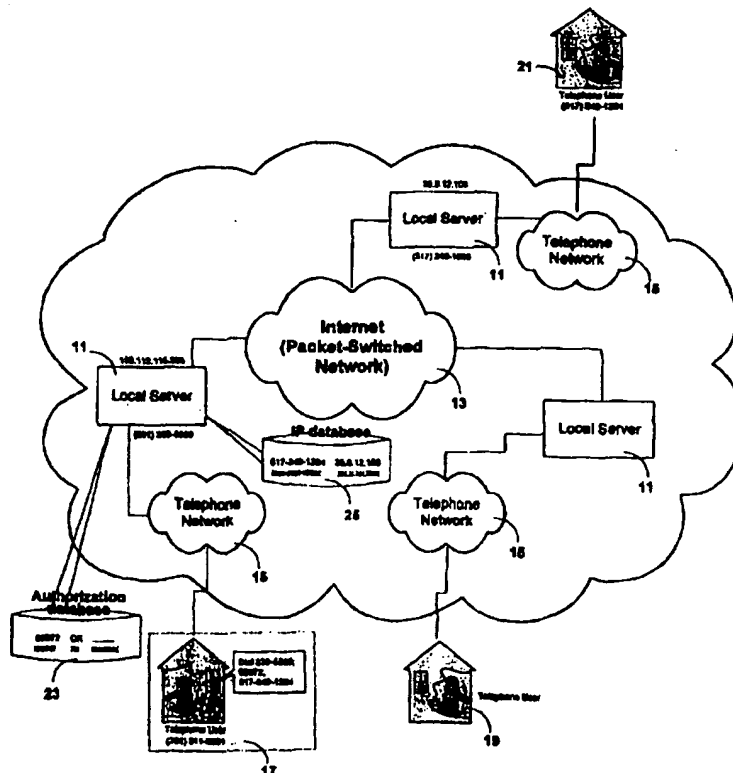 21
Telephone User
Local Server
11
Telephone
Network
15
Internet
(Packet-Switched
Network)
13
11
Local Server
IP database
25
Local Server
11
Telephone
Network
15
Telephone
Network
15
Authorization
database
23
Telephone User
17
Telephone User
19